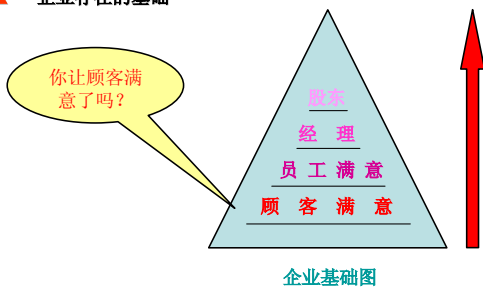 企业存在的基础
你让顾客满
意了吗？
股东
经 理
员 工 满 意
顾 客 满 意
企业基础图